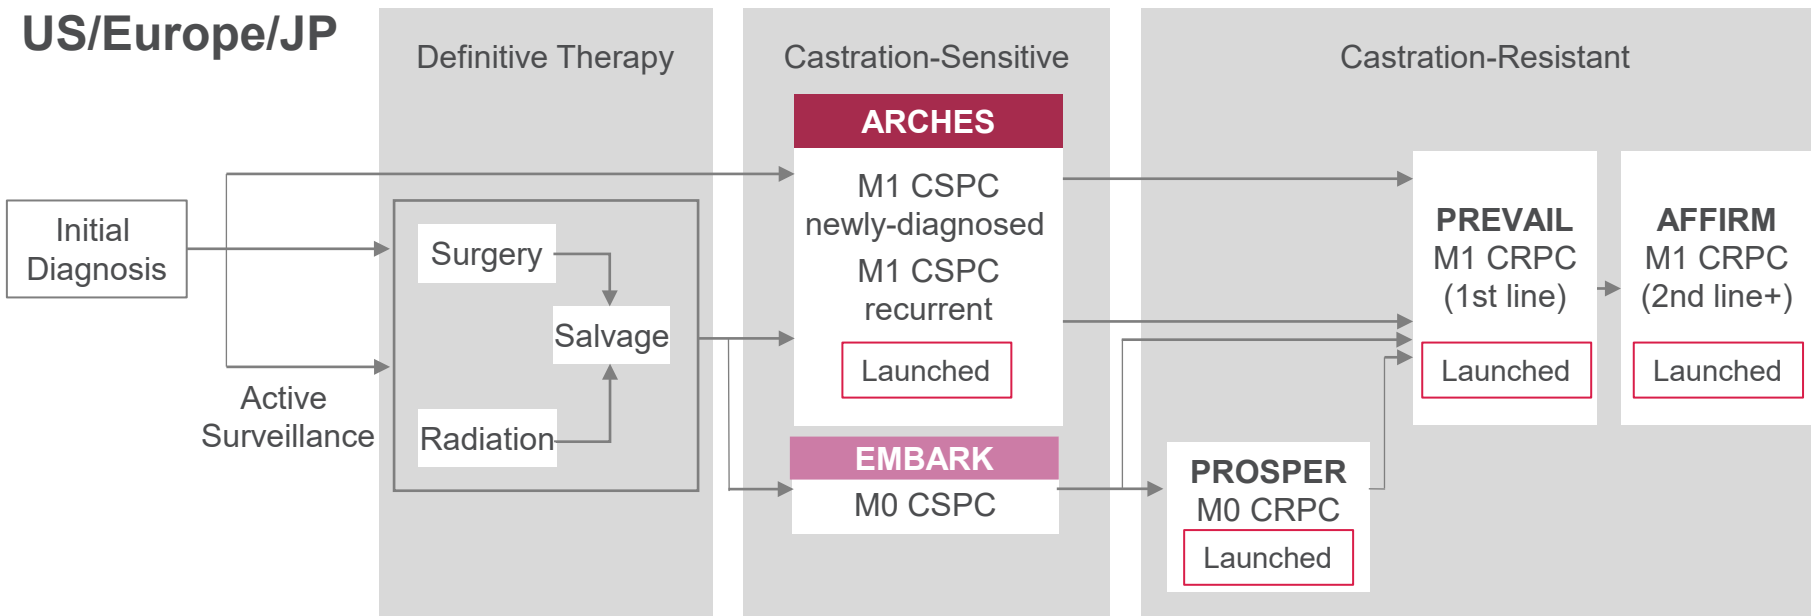 US/Europe/JP
Definitive Therapy
Castration-Sensitive
Castration-Resistant
Initial
Diagnosis
Active
Surveillance
Surgery
Salvage
Radiation
ARCHES
M1 CSPC
newly-diagnosed
M1 CSPC
recurrent
Launched
EMBARK
M0 CSPC
PROSPER
M0 CRPC
Launched
PREVAIL
M1 CRPC
(1st line)
Launched
AFFIRM
M1 CRPC
(2nd line+)
Launched